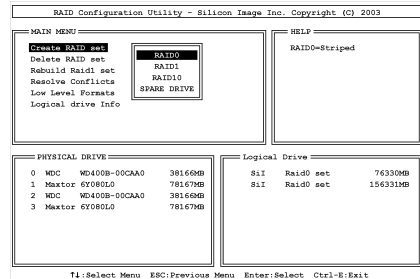 RAID Configuration Utility - Silicon Image Inc. Copyright (C) 2003
MAIN MENU
Create RAID set
Delete RAID set
Rebuild Raid1 set
Resolve Conflicts
Low Level Formats
Logical drive Info
RAID0
RAID1
RAID10
SPARE DRIVE
HELP
RAID0=Striped
PHYSICAL DRIVE
0 WDC WD400B-00CAA0 38166MB
1 Maxtor 6Y080L0 78167MB
2 WDC WD400B-00CAA0 38166MB
3 Maxtor 6Y080L0 78167MB
Logical Drive
SiI Raid0 set 76330MB
SiI Raid0 set 156331MB
↑↓:Select Menu ESC:Previous Menu Enter:Select Ctrl-E:Exit